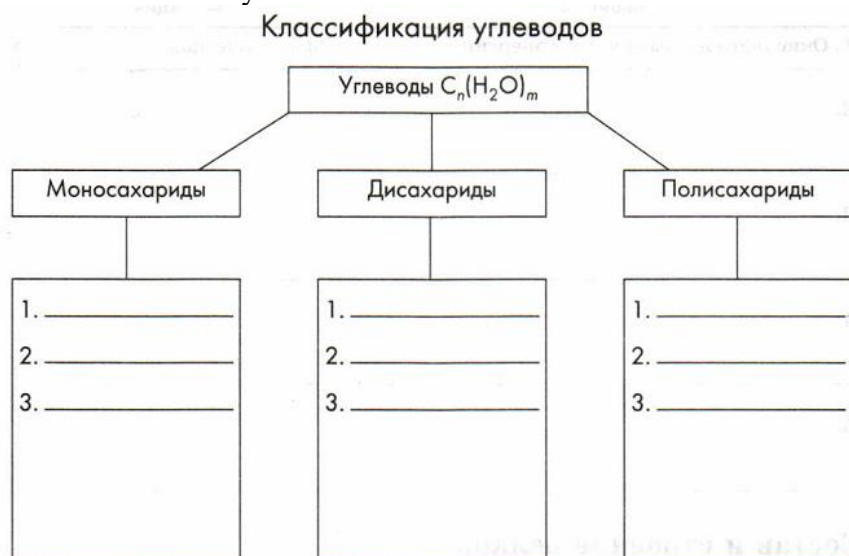 Классификация углеводов
Углеводы Cₙ(H₂O)ₘ
Моносахариды
Дисахариды
Полисахариды
1.
2.
3.
1.
2.
3.
1.
2.
3.